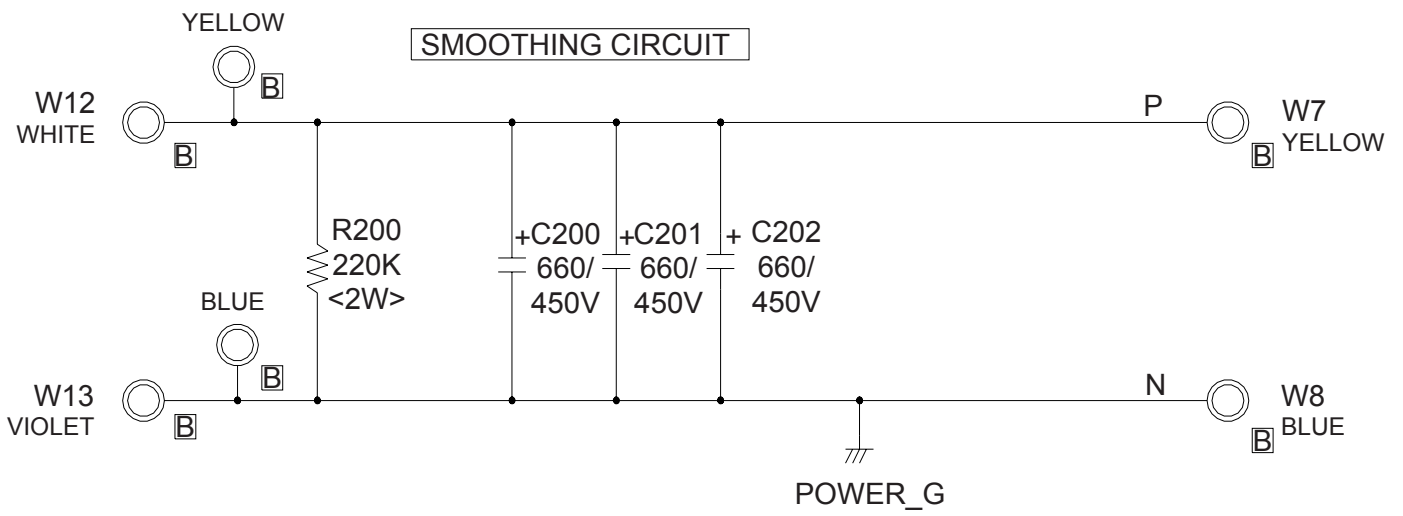 YELLOW
SMOOTHING CIRCUIT
B
W12
WHITE
B
P
W7
YELLOW
B
R200
220K
<2W>
+C200
660/
450V
+C201
660/
450V
+ C202
660/
450V
BLUE
B
W13
VIOLET
B
N
W8
BLUE
B
POWER_G